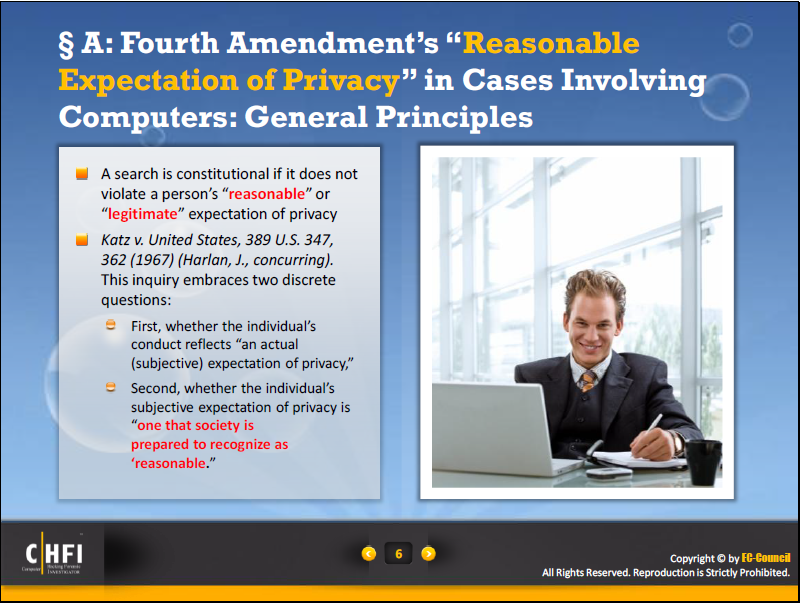 § A: Fourth Amendment’s “Reasonable
Expectation of Privacy” in Cases Involving
Computers: General Principles
A search is constitutional if it does not
violate a person’s “reasonable” or
“legitimate” expectation of privacy
Katz v. United States, 389 U.S. 347,
362 (1967) (Harlan, J., concurring).
This inquiry embraces two discrete
questions:
First, whether the individual’s
conduct reflects “an actual
(subjective) expectation of privacy,”
Second, whether the individual’s
subjective expectation of privacy is
“one that society is
prepared to recognize as
‘reasonable.”
CHFI
Computer Hacking Forensic
INVESTIGATOR
6
Copyright © by EC-Council
All Rights Reserved. Reproduction is Strictly Prohibited.